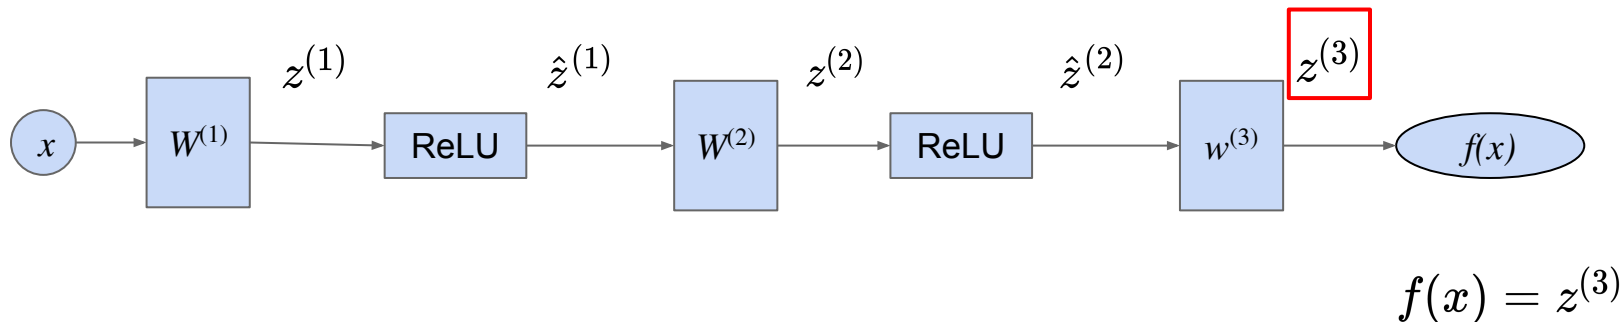 z^{(1)} ẑ^{(1)} z^{(2)} ẑ^{(2)} z^{(3)}
x W^{(1)} ReLU W^{(2)} ReLU w^{(3)} f(x)
f(x) = z^{(3)}